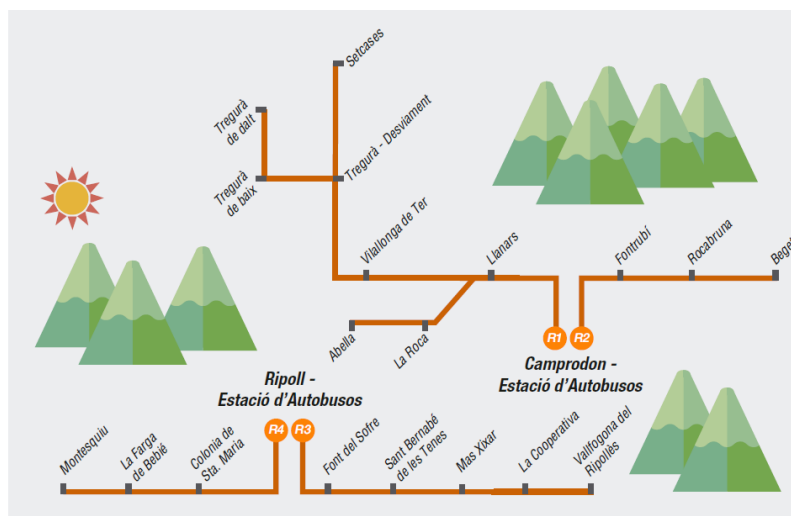 Setcases
Tregurà
de dalt
Tregurà - Desviament
Tregurà
de baix
Vilallonga de Ter
Llanars
Fontrubí
Rocabruna
Beget
Abella
La Roca
R1
R2
Camprodon -
Estació d'Autobusos
Ripoll -
Estació d'Autobusos
R4
R3
Montesquiu
La Farga
de Bebié
Colonia de
Sta. Maria
Font del Sofre
Sant Bernabé
de les Tenes
Mas Xixar
La Cooperativa
Vallfogona del
Ripollès